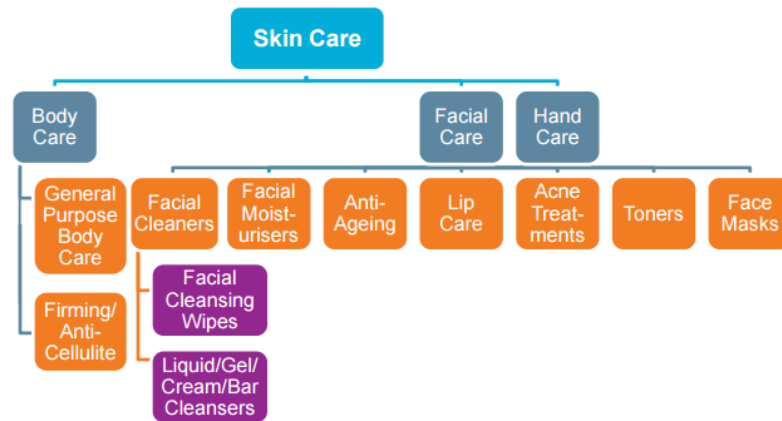 Skin Care
Body
Care
Facial
Care
Hand
Care
General
Purpose
Body
Care
Facial
Cleaners
Facial
Moist-
urisers
Anti-
Ageing
Lip
Care
Acne
Treat-
ments
Toners
Face
Masks
Firming/
Anti-
Cellulite
Facial
Cleansing
Wipes
Liquid/Gel/
Cream/Bar
Cleansers